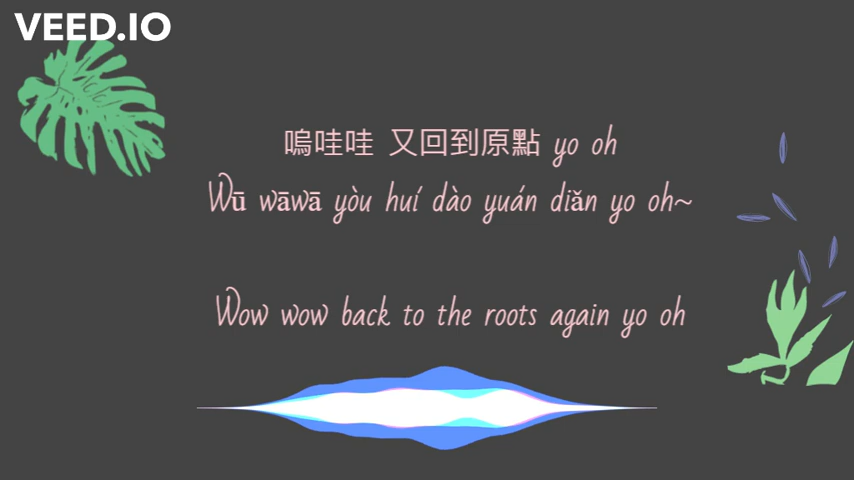 VEED.IO
嗚哇哇 又回到原點 yo oh
Wū wāwā yòu huí dào yuán diǎn yo oh~
Wow wow back to the roots again yo oh